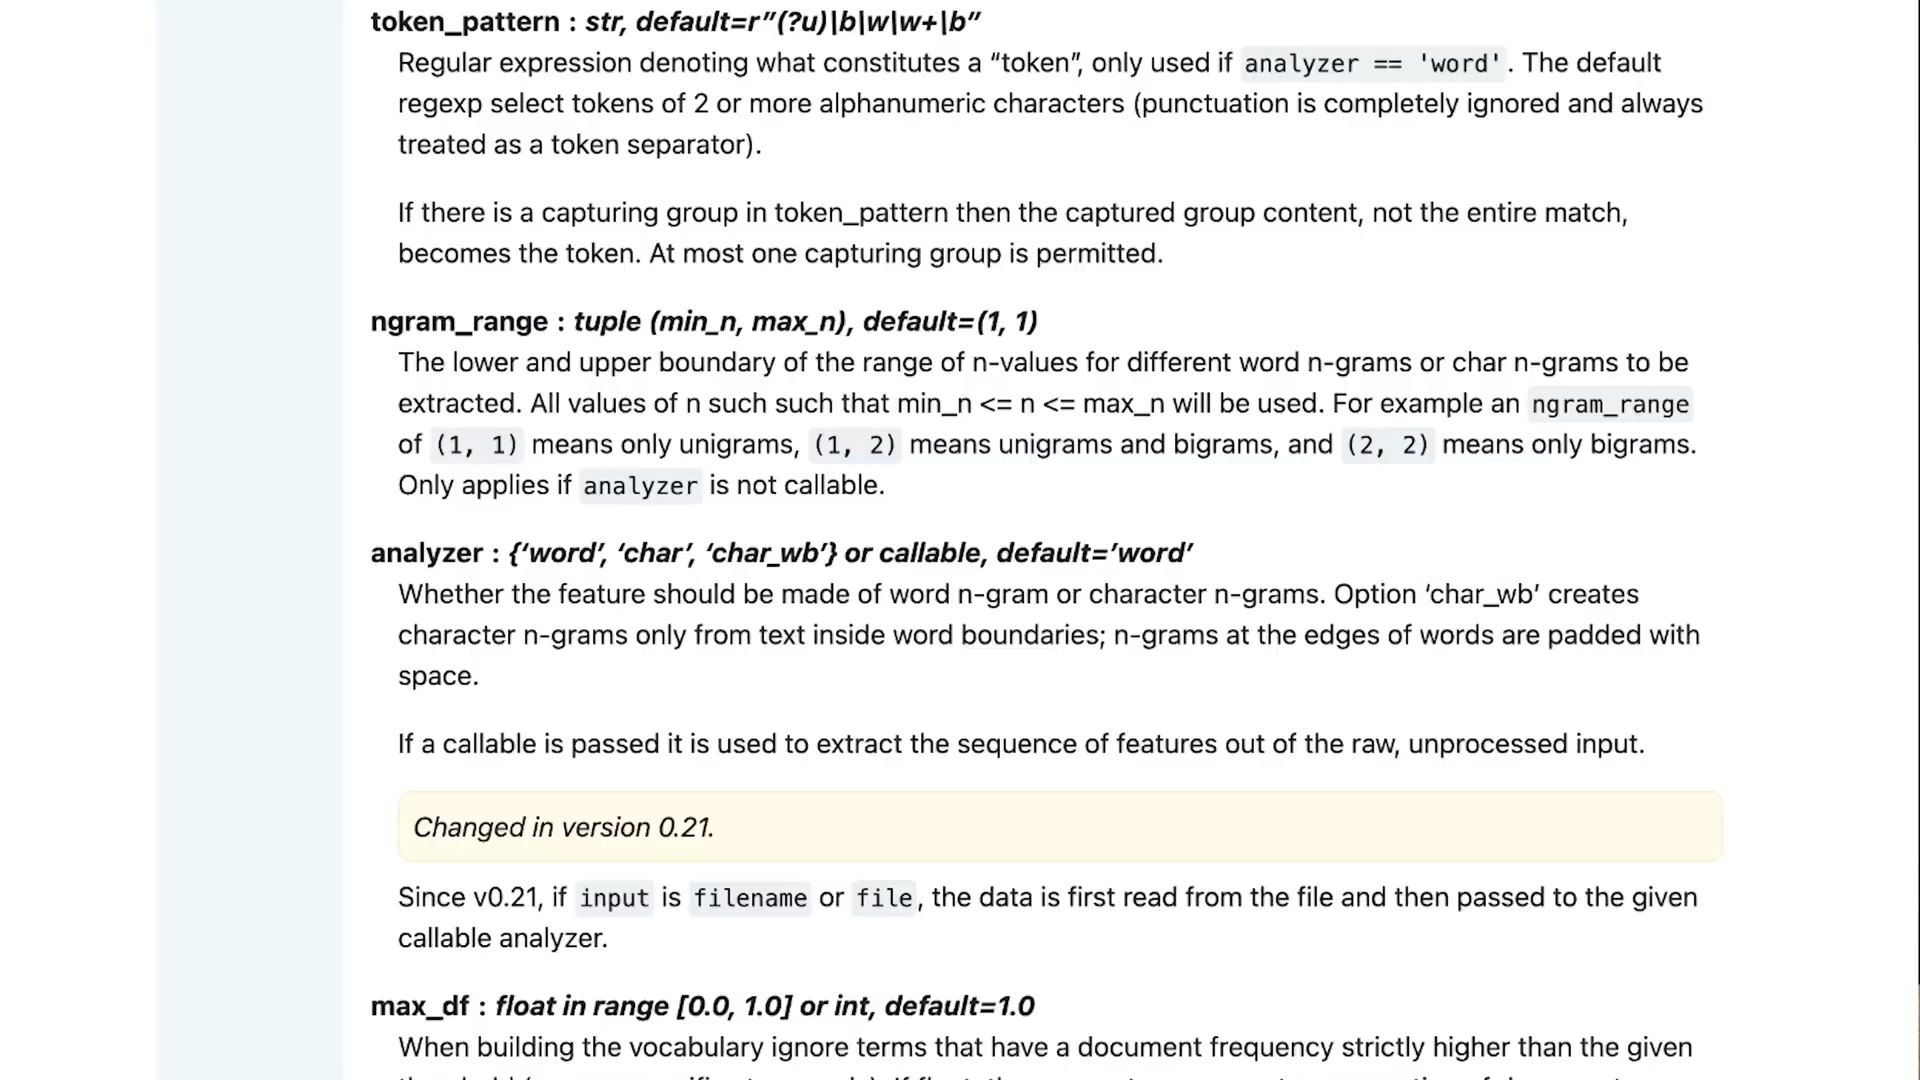 token_pattern : str, default=r”(?u)\b\w\w+\b”
Regular expression denoting what constitutes a “token”, only used if analyzer == 'word'. The default
regexp select tokens of 2 or more alphanumeric characters (punctuation is completely ignored and always
treated as a token separator).
If there is a capturing group in token_pattern then the captured group content, not the entire match,
becomes the token. At most one capturing group is permitted.
ngram_range : tuple (min_n, max_n), default=(1, 1)
The lower and upper boundary of the range of n-values for different word n-grams or char n-grams to be
extracted. All values of n such such that min_n <= n <= max_n will be used. For example an ngram_range
of (1, 1) means only unigrams, (1, 2) means unigrams and bigrams, and (2, 2) means only bigrams.
Only applies if analyzer is not callable.
analyzer : {‘word’, ‘char’, ‘char_wb’} or callable, default=’word’
Whether the feature should be made of word n-gram or character n-grams. Option ‘char_wb’ creates
character n-grams only from text inside word boundaries; n-grams at the edges of words are padded with
space.
If a callable is passed it is used to extract the sequence of features out of the raw, unprocessed input.
Changed in version 0.21.
Since v0.21, if input is filename or file, the data is first read from the file and then passed to the given
callable analyzer.
max_df : float in range [0.0, 1.0] or int, default=1.0
When building the vocabulary ignore terms that have a document frequency strictly higher than the given